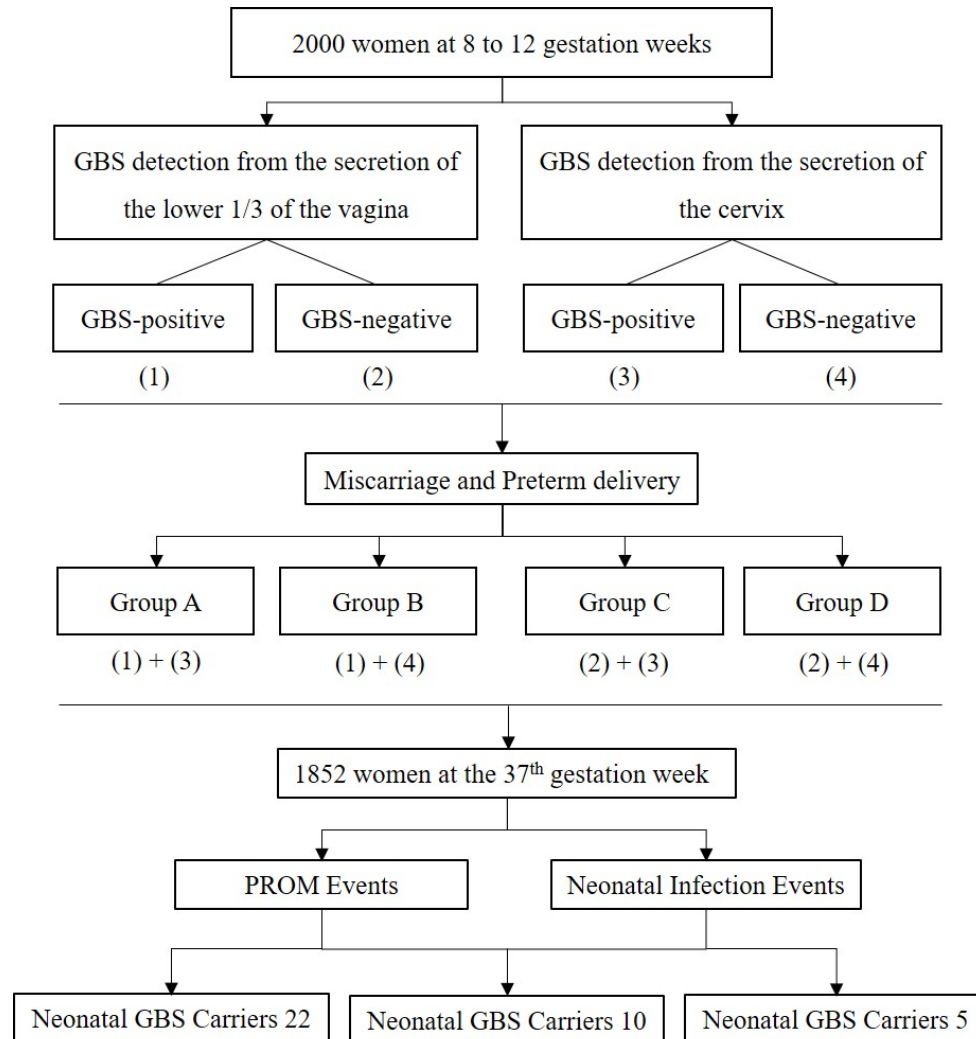 2000 women at 8 to 12 gestation weeks
GBS detection from the secretion of
the lower 1/3 of the vagina
GBS detection from the secretion of
the cervix
GBS-positive
GBS-negative
GBS-positive
GBS-negative
(1)
(2)
(3)
(4)
Miscarriage and Preterm delivery
Group A
Group B
Group C
Group D
(1) + (3)
(1) + (4)
(2) + (3)
(2) + (4)
1852 women at the 37th gestation week
PROM Events
Neonatal Infection Events
Neonatal GBS Carriers 22
Neonatal GBS Carriers 10
Neonatal GBS Carriers 5